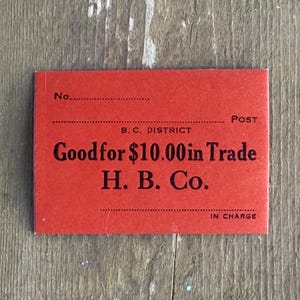 No..............................
.................................................. Post
B. C. DISTRICT
Good for $10.00 in Trade
H. B. Co.
..................................................
IN CHARGE